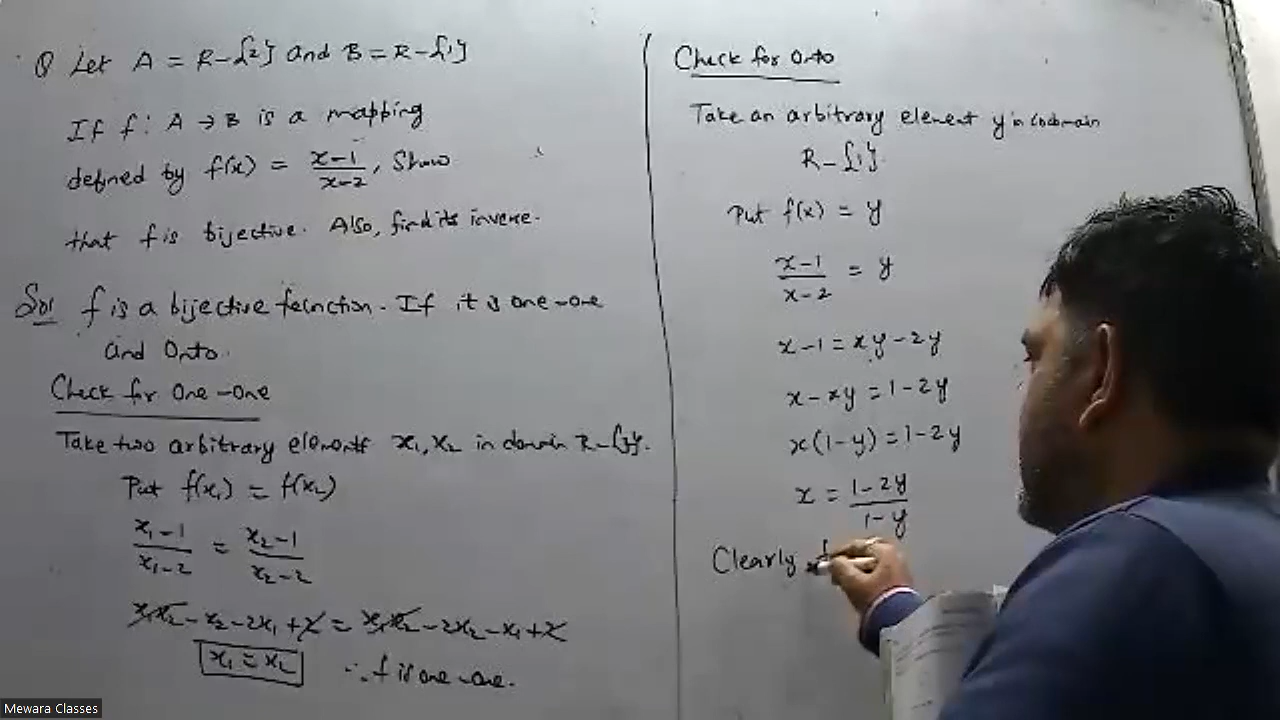 Q Let A = R-{2} and B = R-{1}
If f: A → B is a mapping
defined by f(x) = x-1/x-2, Show
that f is bijective. Also, find its inverse.
Sol f is a bijective function. If it is one-one
and Onto.
Check for One-One
Take two arbitrary elements x₁, x₂ in domain R-
Put f(x₁) = f(x₂)
x₁-1/x₁-2 = x₂-1/x₂-2
x₁x₂ - x₂ - 2x₁ + 2 = x₁x₂ - 2x₂ - x₁ + 2
x₁ = x₂ ∴ f is one-one.
Check for Onto
Take an arbitrary element y in Codomain
R-{1}
Put f(x) = y
x-1/x-2 = y
x-1 = xy-2y
x-xy = 1-2y
x(1-y) = 1-2y
x = 1-2y/1-y
Clearly
Mewara Classes